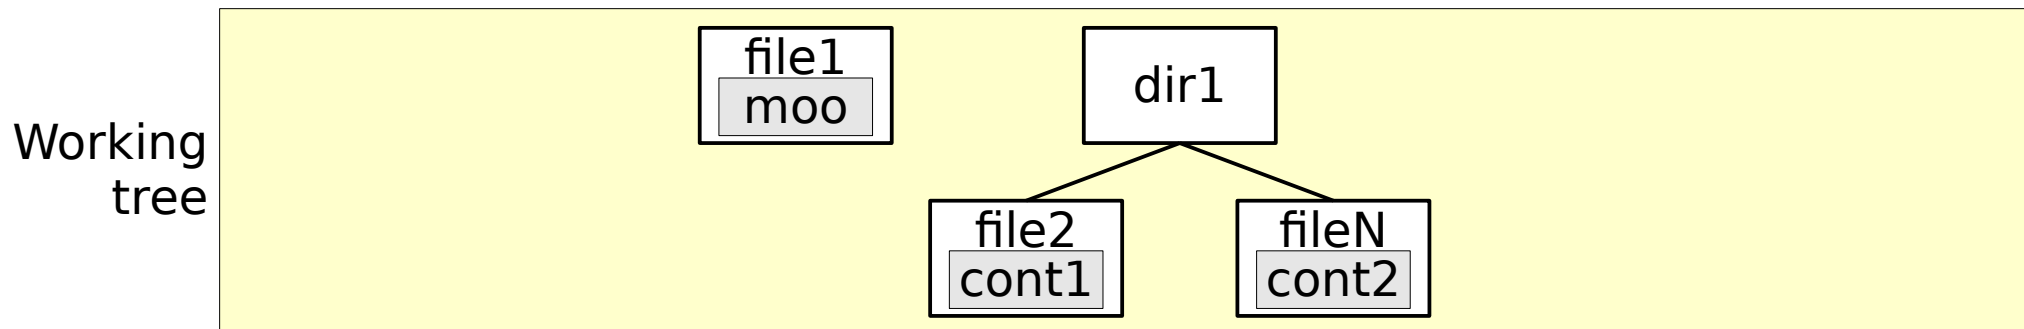 Working
tree
file1
moo
dir1
file2
cont1
fileN
cont2